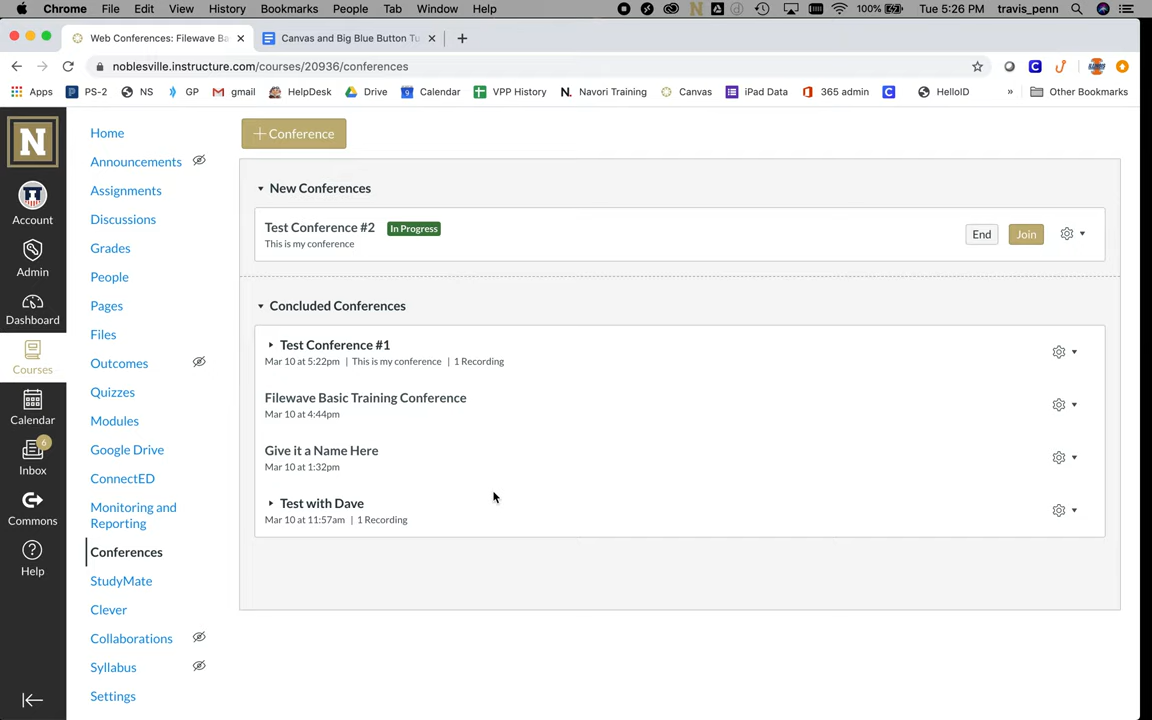 Chrome File Edit View History Bookmarks People Tab Window Help 100% Tue 5:26 PM travis_penn
Web Conferences: Filewave Ba Canvas and Big Blue Button Tu
noblesville.instructure.com/courses/20936/conferences
Apps PS-2 NS GP gmail HelpDesk Drive Calendar VPP History Navori Training Canvas iPad Data 365 admin HelloID » Other Bookmarks
N
Account
Admin
Dashboard
Courses
Calendar
6
Inbox
Commons
Help
Home
Announcements
Assignments
Discussions
Grades
People
Pages
Files
Outcomes
Quizzes
Modules
Google Drive
ConnectED
Monitoring and
Reporting
Conferences
StudyMate
Clever
Collaborations
Syllabus
Settings
+ Conference
New Conferences
Test Conference #2 In Progress
This is my conference
End Join
Concluded Conferences
Test Conference #1
Mar 10 at 5:22pm | This is my conference | 1 Recording
Filewave Basic Training Conference
Mar 10 at 4:44pm
Give it a Name Here
Mar 10 at 1:32pm
Test with Dave
Mar 10 at 11:57am | 1 Recording